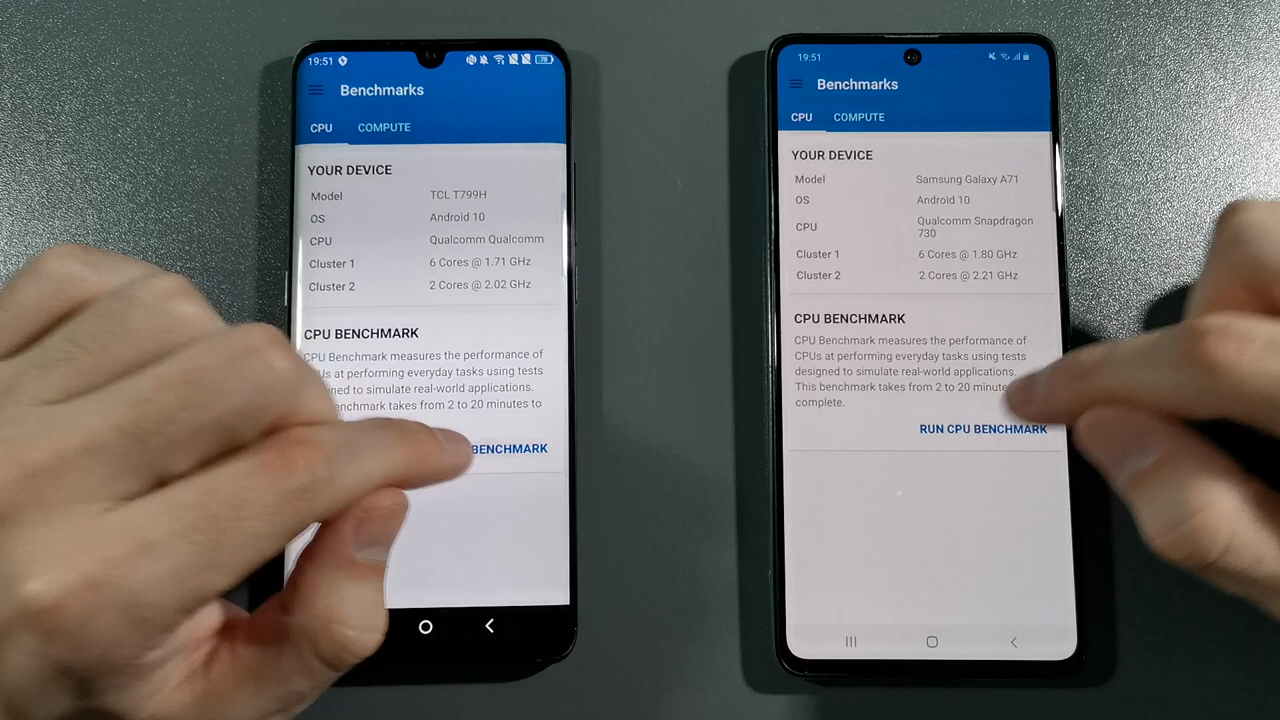 19:51
78
Benchmarks
CPU COMPUTE
YOUR DEVICE
Model TCL T799H
OS Android 10
CPU Qualcomm Qualcomm
Cluster 1 6 Cores @ 1.71 GHz
Cluster 2 2 Cores @ 2.02 GHz
CPU BENCHMARK
CPU Benchmark measures the performance of
at performing everyday tasks using tests
to simulate real-world applications.
takes from 2 to 20 minutes to
BENCHMARK
19:51
Benchmarks
CPU COMPUTE
YOUR DEVICE
Model Samsung Galaxy A71
OS Android 10
CPU Qualcomm Snapdragon
730
Cluster 1 6 Cores @ 1.80 GHz
Cluster 2 2 Cores @ 2.21 GHz
CPU BENCHMARK
CPU Benchmark measures the performance of
CPUs at performing everyday tasks using tests
designed to simulate real-world applications.
This benchmark takes from 2 to 20 minute
complete.
RUN CPU BENCHMARK